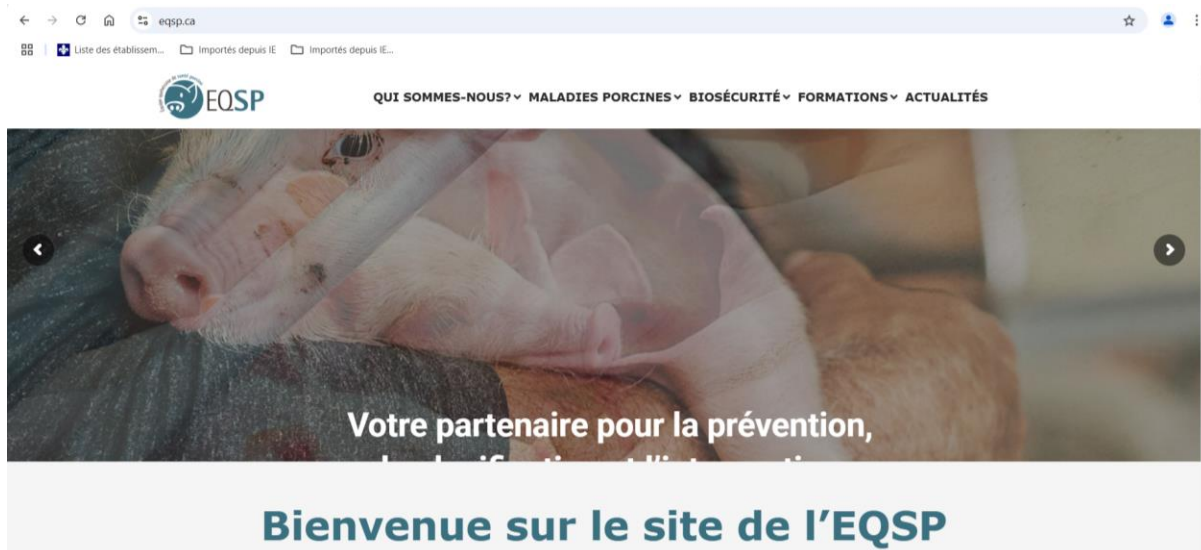 eqsp.ca
Liste des établissem... Importés depuis IE Importés depuis IE...
EQSP
QUI SOMMES-NOUS? MALADIES PORCINES BIOSÉCURITÉ FORMATIONS ACTUALITÉS
Votre partenaire pour la prévention,
Bienvenue sur le site de l’EQSP